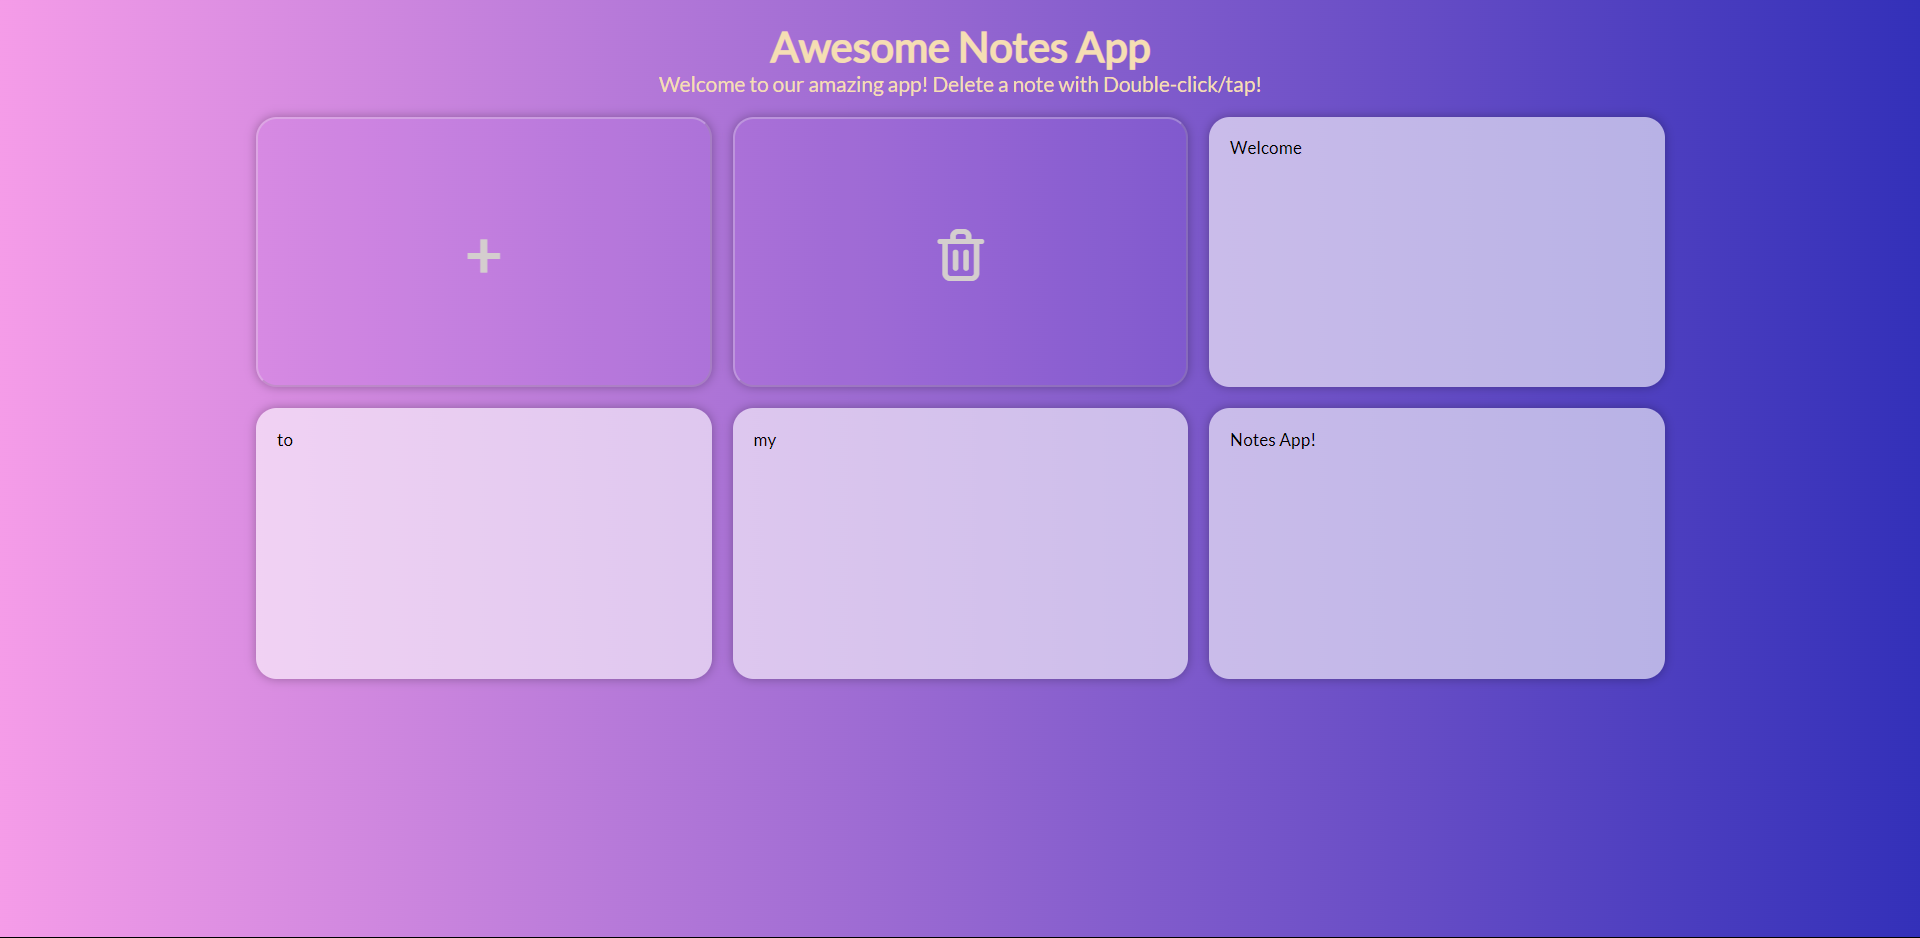 Awesome Notes App
Welcome to our amazing app! Delete a note with Double-click/tap!
Welcome
to
my
Notes App!